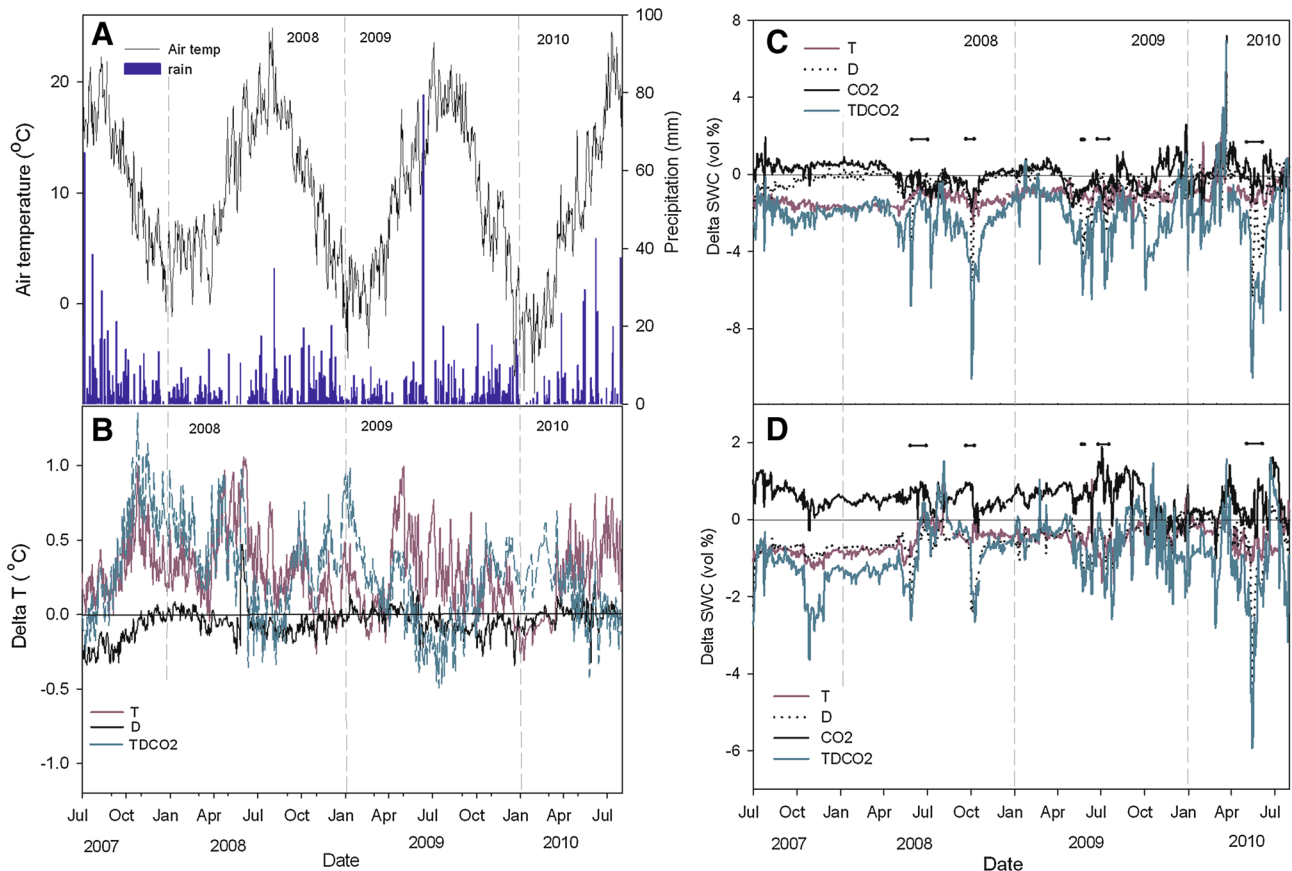 A
Air temp
rain
2008
2009
2010
20
10
0
Air temperature (°C)
100
80
60
40
20
0
Precipitation (mm)
B
2008
2009
2010
1.0
0.5
0.0
-0.5
-1.0
Delta T ( °C)
T
D
TDCO2
Jul Oct Jan Apr Jul Oct Jan Apr Jul Oct Jan Apr Jul
2007 2008 2009 2010
Date
C
T
D
CO2
TDCO2
2008
2009
2010
8
4
0
-4
-8
Delta SWC (vol %)
D
2
0
-2
-4
-6
Delta SWC (vol %)
T
D
CO2
TDCO2
Jul Oct Jan Apr Jul Oct Jan Apr Jul Oct Jan Apr Jul
2007 2008 2009 2010
Date